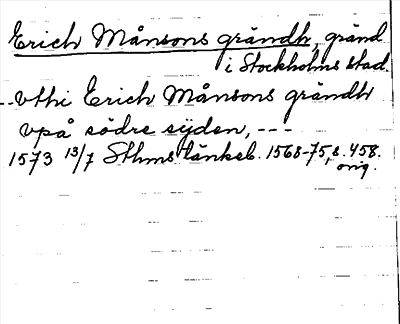 Erich Månsons grändh, gränd
i Stockholms stad.
--vthi Erich Månsons grändh
vpå södre sijden, ---
1573 13/7 Sthms tänkeb. 1568-75, s. 458.
orig.